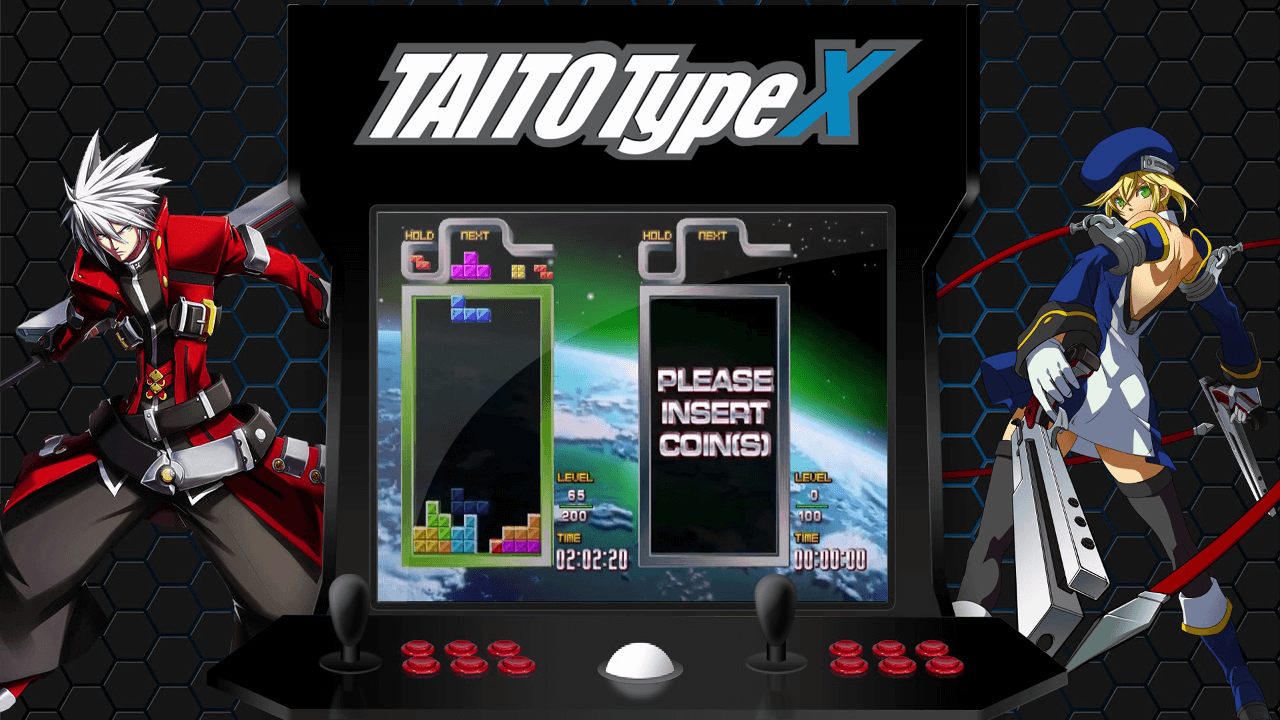 TAITO Type X
HOLD NEXT
HOLD NEXT
PLEASE
INSERT
COIN(S)
LEVEL
65
200
TIME
02:02:20
LEVEL
0
100
TIME
00:00:00